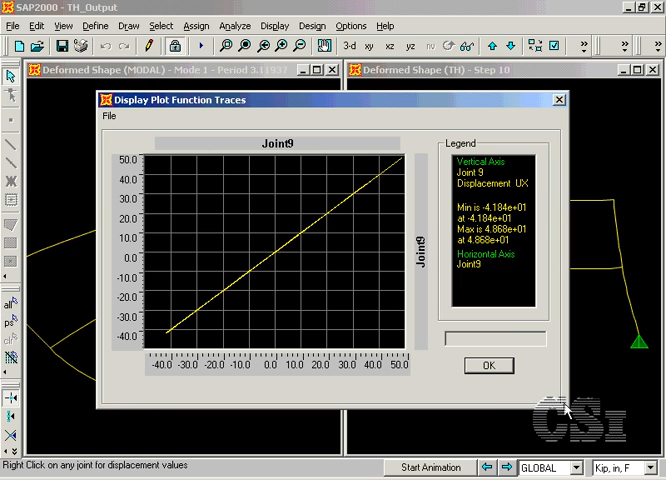 SAP2000 - TH_Output
File Edit View Define Draw Select Assign Analyze Display Design Options Help
3-d xy xz yz nv
Deformed Shape (MODAL) - Mode 1 - Period 3.11937
Deformed Shape (TH) - Step 10
Display Plot Function Traces
File
Joint9
50.0
40.0
30.0
20.0
10.0
0.0
-10.0
-20.0
-30.0
-40.0
-40.0 -30.0 -20.0 -10.0 0.0 10.0 20.0 30.0 40.0 50.0
Joint9
Legend
Vertical Axis
Joint 9
Displacement UX
Min is -4.184e+01
at -4.184e+01
Max is 4.868e+01
at 4.868e+01
Horizontal Axis
Joint9
OK
all
ps
clr
CSI
Right Click on any joint for displacement values
Start Animation
GLOBAL
Kip, in, F